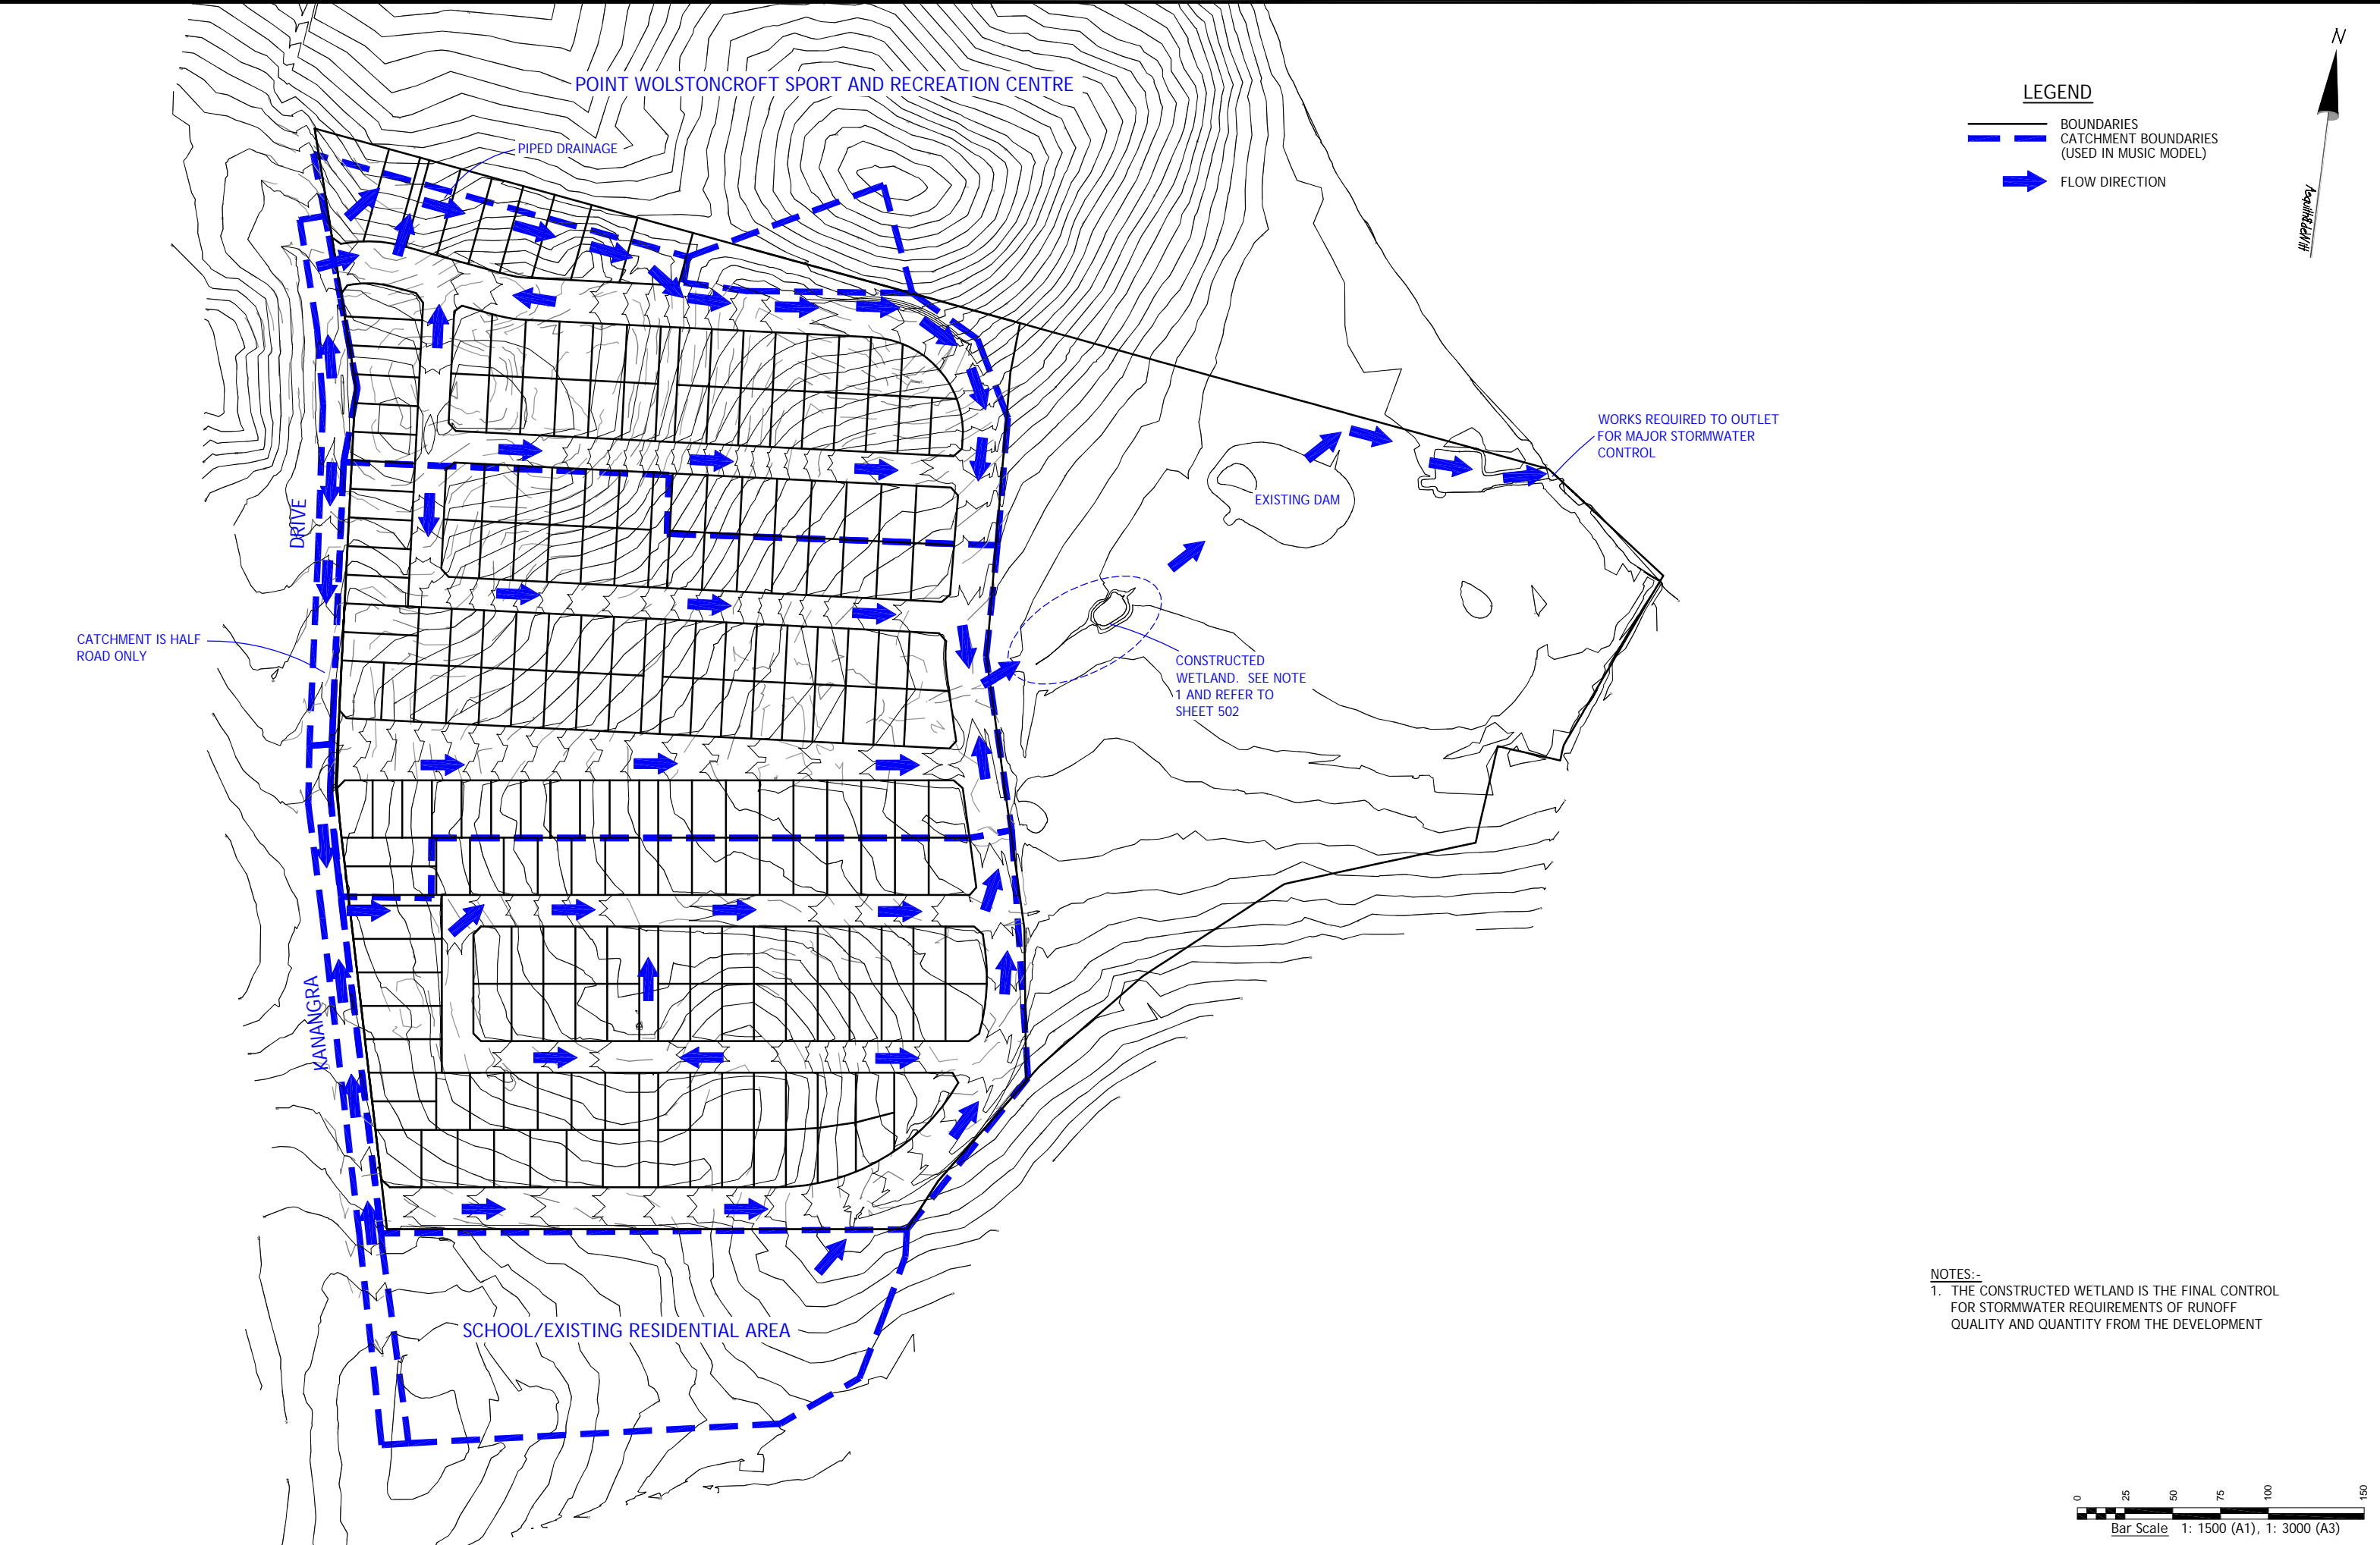 POINT WOLSTONCROFT SPORT AND RECREATION CENTRE
PIPED DRAINAGE
N
LEGEND
BOUNDARIES
CATCHMENT BOUNDARIES
(USED IN MUSIC MODEL)
FLOW DIRECTION
WORKS REQUIRED TO OUTLET
FOR MAJOR STORMWATER
CONTROL
EXISTING DAM
DRIVE
CATCHMENT IS HALF
ROAD ONLY
CONSTRUCTED
WETLAND. SEE NOTE
1 AND REFER TO
SHEET 502
KANANGRA
SCHOOL/EXISTING RESIDENTIAL AREA
NOTES:-
1. THE CONSTRUCTED WETLAND IS THE FINAL CONTROL
FOR STORMWATER REQUIREMENTS OF RUNOFF
QUALITY AND QUANTITY FROM THE DEVELOPMENT
0 25 50 75 100 150
Bar Scale 1: 1500 (A1), 1: 3000 (A3)